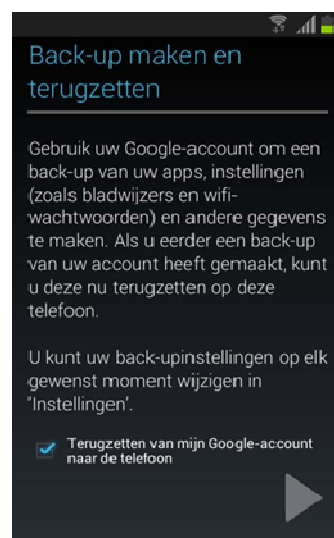 Back-up maken en
terugzetten
Gebruik uw Google-account om een
back-up van uw apps, instellingen
(zoals bladwijzers en wifi-
wachtwoorden) en andere gegevens
te maken. Als u eerder een back-up
van uw account heeft gemaakt, kunt
u deze nu terugzetten op deze
telefoon.
U kunt uw back-upinstellingen op elk
gewenst moment wijzigen in
'Instellingen'.
Terugzetten van mijn Google-account
naar de telefoon